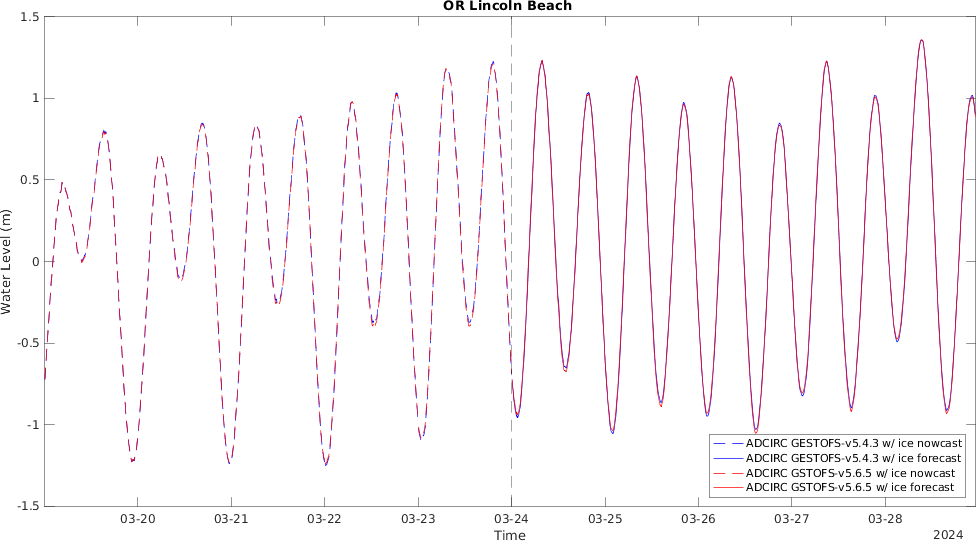 OR Lincoln Beach
Water Level (m)
1.5
1
0.5
0
-0.5
-1
-1.5
03-20
03-21
03-22
03-23
03-24
03-25
03-26
03-27
03-28
Time
2024
ADCIRC GESTOFS-v5.4.3 w/ ice nowcast
ADCIRC GESTOFS-v5.4.3 w/ ice forecast
ADCIRC GSTOFS-v5.6.5 w/ ice nowcast
ADCIRC GSTOFS-v5.6.5 w/ ice forecast